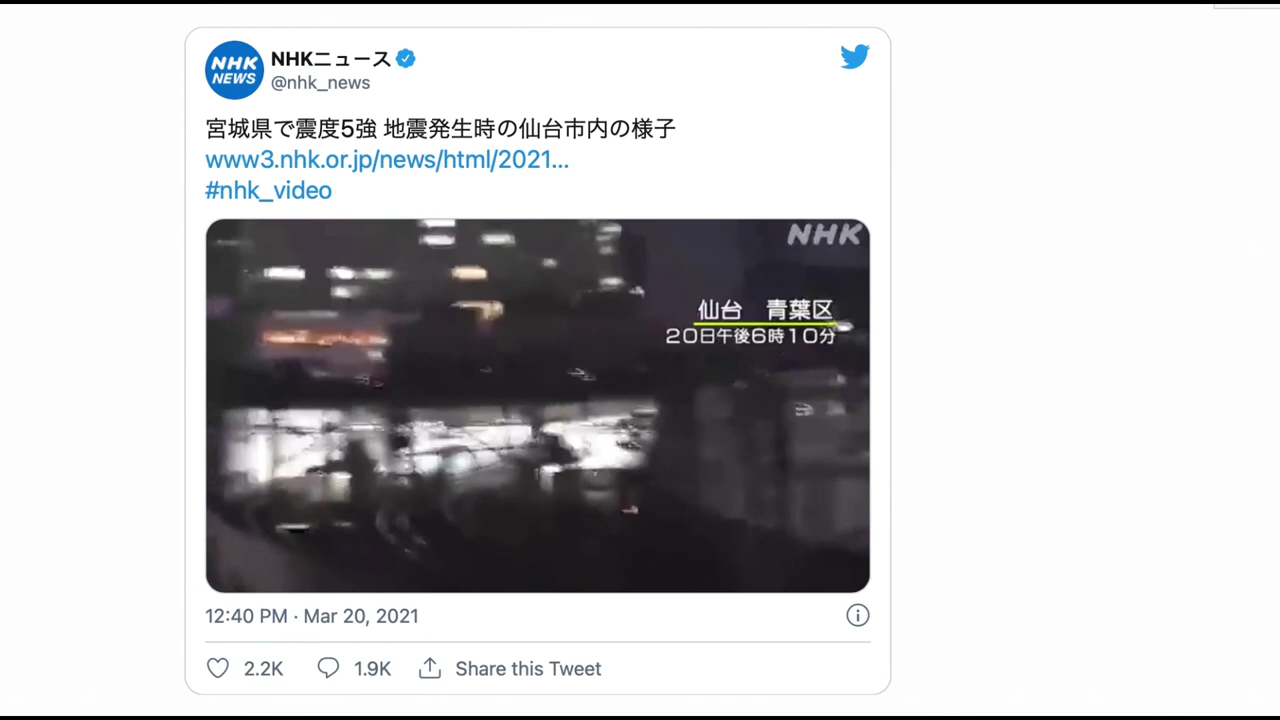 NHK
NEWS
NHKニュース
@nhk_news
宮城県で震度5強 地震発生時の仙台市内の様子
www3.nhk.or.jp/news/html/2021...
#nhk_video
NHK
仙台 青葉区
20日午後6時10分
12:40 PM · Mar 20, 2021
2.2K 1.9K Share this Tweet